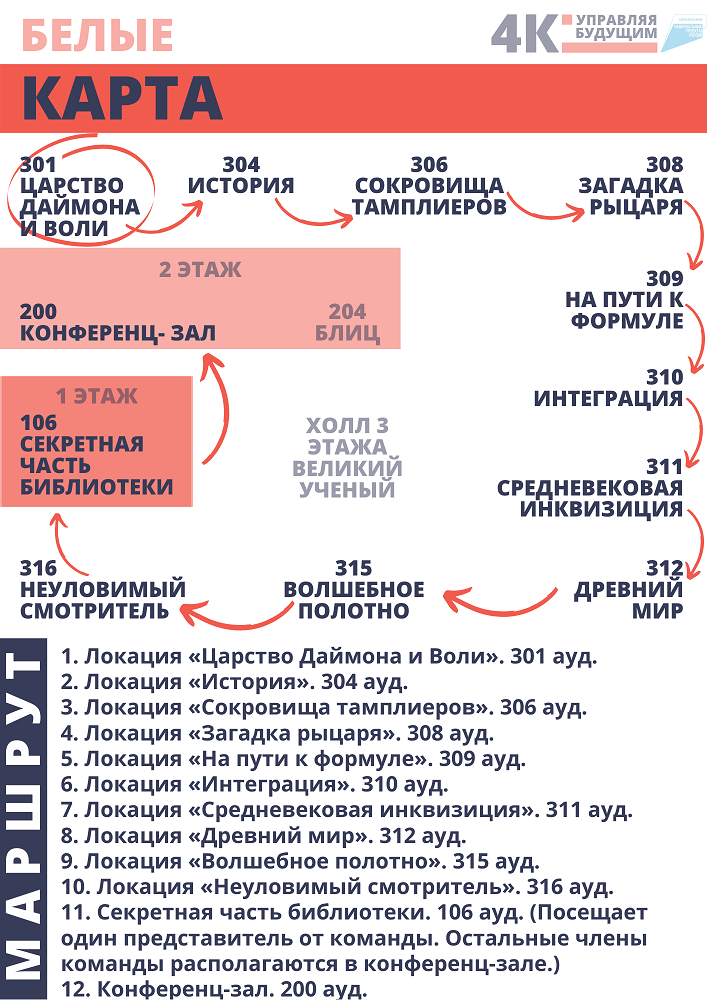 БЕЛЫЕ
4К:
УПРАВЛЯЯ
БУДУЩИМ
КАРТА
301
ЦАРСТВО
ДАЙМОНА
И ВОЛИ
304
ИСТОРИЯ
306
СОКРОВИЩА
ТАМПЛИЕРОВ
308
ЗАГАДКА
РЫЦАРЯ
2 ЭТАЖ
200
КОНФЕРЕНЦ- ЗАЛ
204
БЛИЦ
309
НА ПУТИ К
ФОРМУЛЕ
310
ИНТЕГРАЦИЯ
1 ЭТАЖ
106
СЕКРЕТНАЯ
ЧАСТЬ
БИБЛИОТЕКИ
ХОЛЛ 3
ЭТАЖА
ВЕЛИКИЙ
УЧЕНЫЙ
311
СРЕДНЕВЕКОВАЯ
ИНКВИЗИЦИЯ
316
НЕУЛОВИМЫЙ
СМОТРИТЕЛЬ
315
ВОЛШЕБНОЕ
ПОЛОТНО
312
ДРЕВНИЙ
МИР
МАРШРУТ
1. Локация «Царство Даймона и Воли». 301 ауд.
2. Локация «История». 304 ауд.
3. Локация «Сокровища тамплиеров». 306 ауд.
4. Локация «Загадка рыцаря». 308 ауд.
5. Локация «На пути к формуле». 309 ауд.
6. Локация «Интеграция». 310 ауд.
7. Локация «Средневековая инквизиция». 311 ауд.
8. Локация «Древний мир». 312 ауд.
9. Локация «Волшебное полотно». 315 ауд.
10. Локация «Неуловимый смотритель». 316 ауд.
11. Секретная часть библиотеки. 106 ауд. (Посещает
один представитель от команды. Остальные члены
команды располагаются в конференц-зале.)
12. Конференц-зал. 200 ауд.